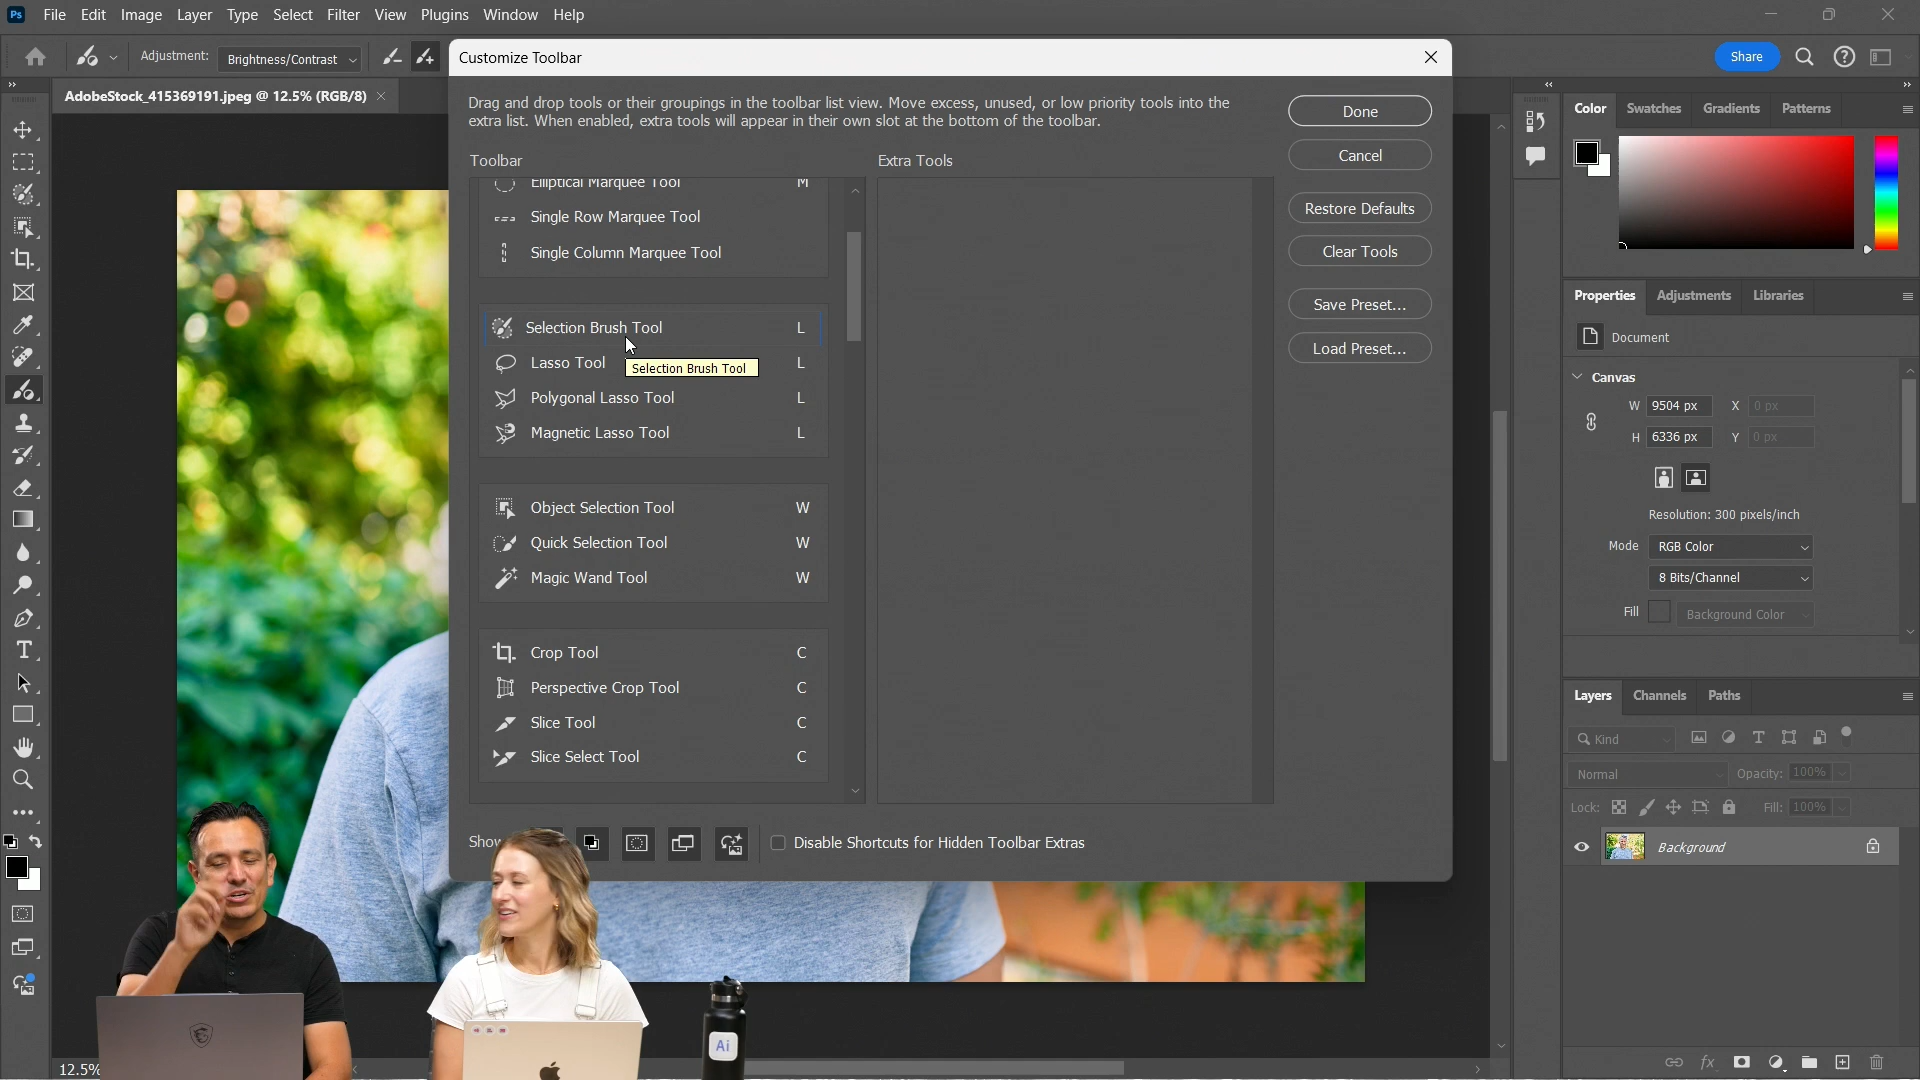 Ps File Edit Image Layer Type Select Filter View Plugins Window Help
Adjustment: Brightness/Contrast
Share
AdobeStock_415369191.jpeg @ 12.5% (RGB/8)
Customize Toolbar
Drag and drop tools or their groupings in the toolbar list view. Move excess, unused, or low priority tools into the
extra list. When enabled, extra tools will appear in their own slot at the bottom of the toolbar.
Toolbar
Extra Tools
Elliptical Marquee Tool M
Single Row Marquee Tool
Single Column Marquee Tool
Selection Brush Tool L
Lasso Tool L
Selection Brush Tool
Polygonal Lasso Tool L
Magnetic Lasso Tool L
Object Selection Tool W
Quick Selection Tool W
Magic Wand Tool W
Crop Tool C
Perspective Crop Tool C
Slice Tool C
Slice Select Tool C
Done
Cancel
Restore Defaults
Clear Tools
Save Preset...
Load Preset...
Disable Shortcuts for Hidden Toolbar Extras
Color Swatches Gradients Patterns
Properties Adjustments Libraries
Document
Canvas
W 9504 px X 0 px
H 6336 px Y 0 px
Resolution: 300 pixels/inch
Mode RGB Color
8 Bits/Channel
Fill Background Color
Layers Channels Paths
Kind
Normal Opacity: 100%
Lock: Fill: 100%
Background
fx
Ai
12.5%